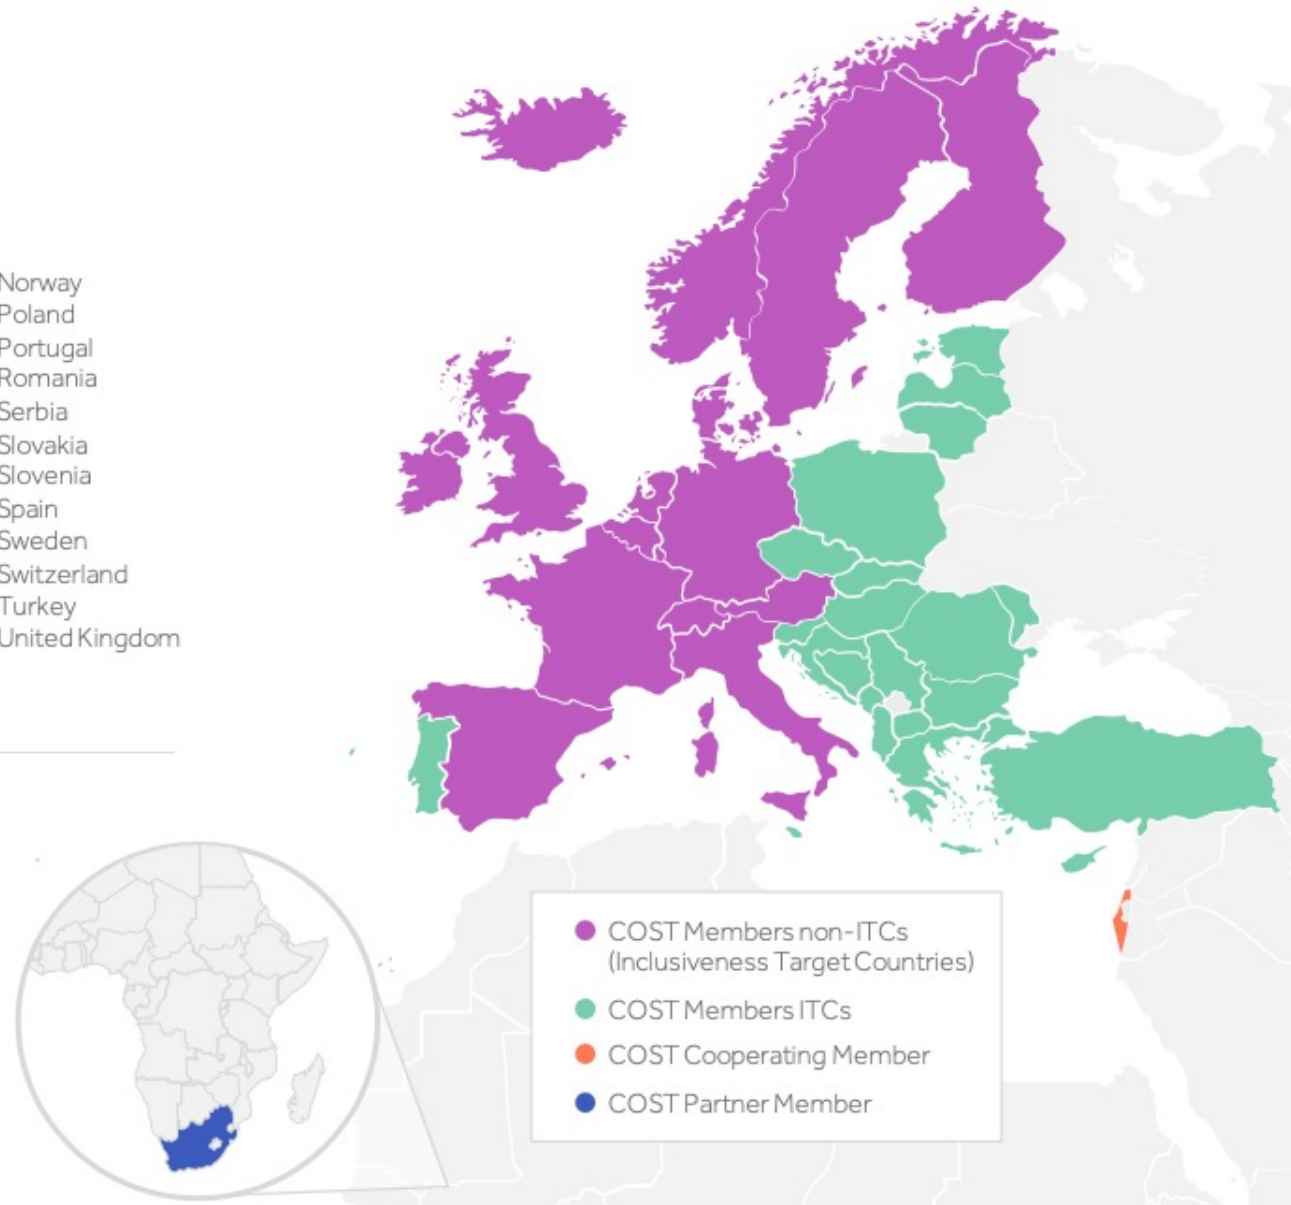 Norway
Poland
Portugal
Romania
Serbia
Slovakia
Slovenia
Spain
Sweden
Switzerland
Turkey
United Kingdom
COST Members non-ITCs
(Inclusiveness Target Countries)
COST Members ITCs
COST Cooperating Member
COST Partner Member